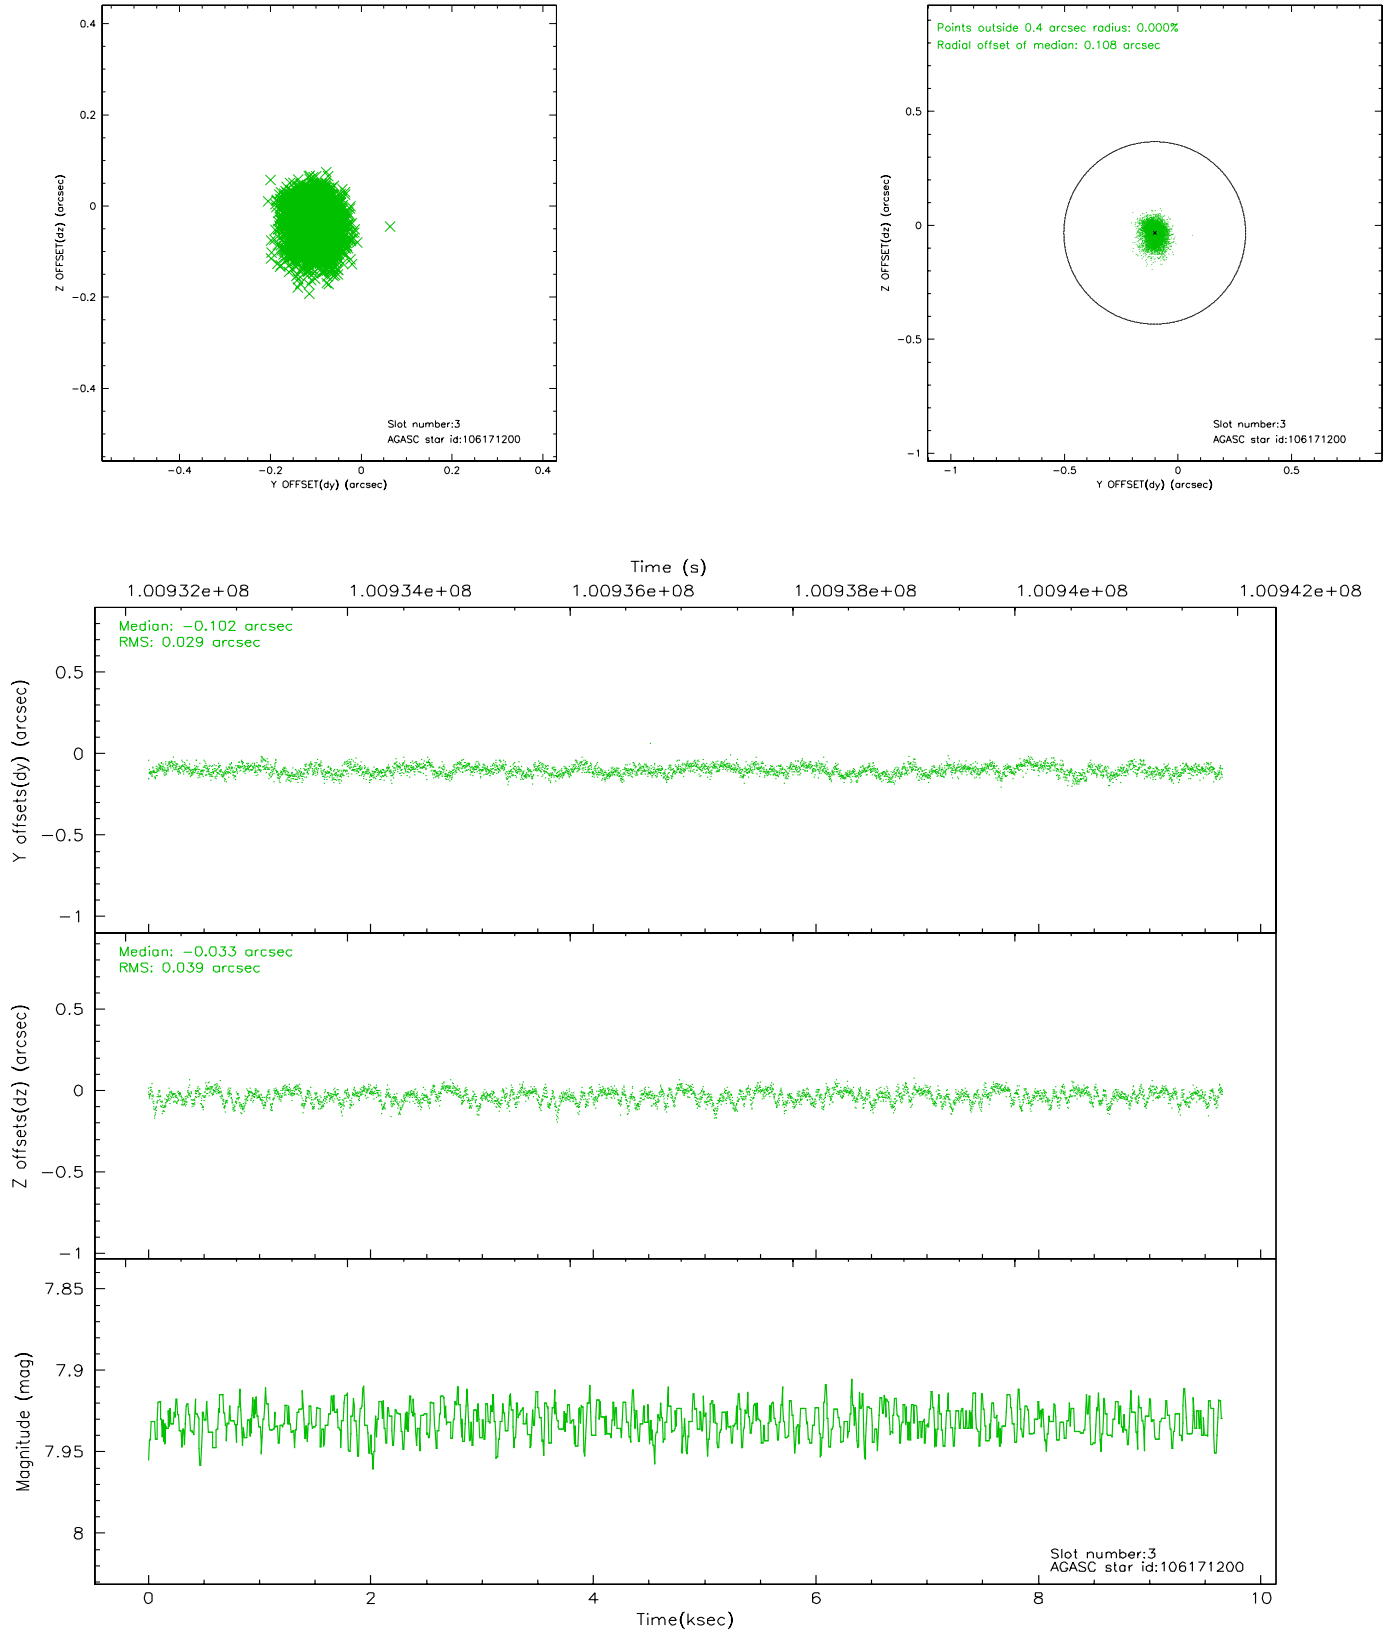 0.4
0.2
0
−0.2
−0.4
Z OFFSET(dz) (arcsec)
Slot number:3
AGASC star id:106171200
−0.4 −0.2 0 0.2 0.4
Y OFFSET(dy) (arcsec)
Points outside 0.4 arcsec radius: 0.000%
Radial offset of median: 0.108 arcsec
0.5
0
−0.5
−1
Z OFFSET(dz) (arcsec)
Slot number:3
AGASC star id:106171200
−1 −0.5 0 0.5
Y OFFSET(dy) (arcsec)
Time (s)
1.00932e+08 1.00934e+08 1.00936e+08 1.00938e+08 1.0094e+08 1.00942e+08
Median: −0.102 arcsec
RMS: 0.029 arcsec
0.5
0
−0.5
−1
Y offsets(dy) (arcsec)
Median: −0.033 arcsec
RMS: 0.039 arcsec
0.5
0
−0.5
−1
Z offsets(dz) (arcsec)
7.85
7.9
7.95
8
Magnitude (mag)
Slot number:3
AGASC star id:106171200
0 2 4 6 8 10
Time(ksec)